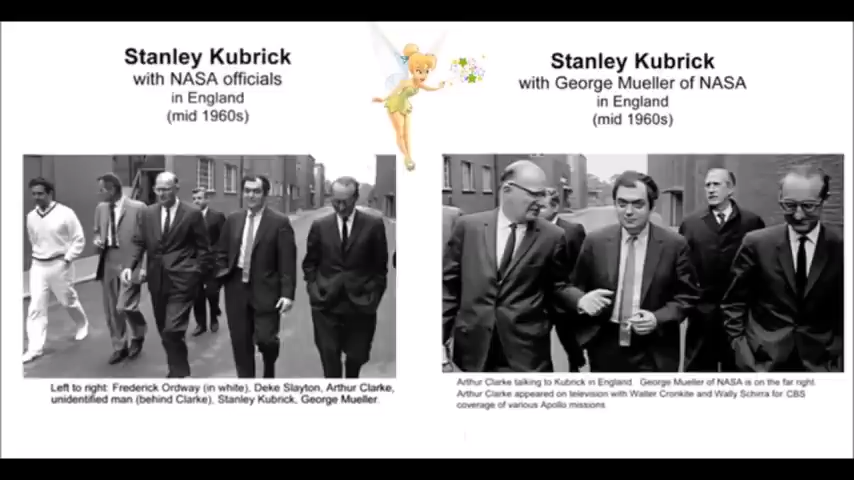 Stanley Kubrick
with NASA officials
in England
(mid 1960s)
Stanley Kubrick
with George Mueller of NASA
in England
(mid 1960s)
Left to right: Frederick Ordway (in white), Deke Slayton, Arthur Clarke,
unidentified man (behind Clarke), Stanley Kubrick, George Mueller.
Arthur Clarke talking to Kubrick in England. George Mueller of NASA is on the far right.
Arthur Clarke appeared on television with Walter Cronkite and Wally Schirra for CBS
coverage of various Apollo missions